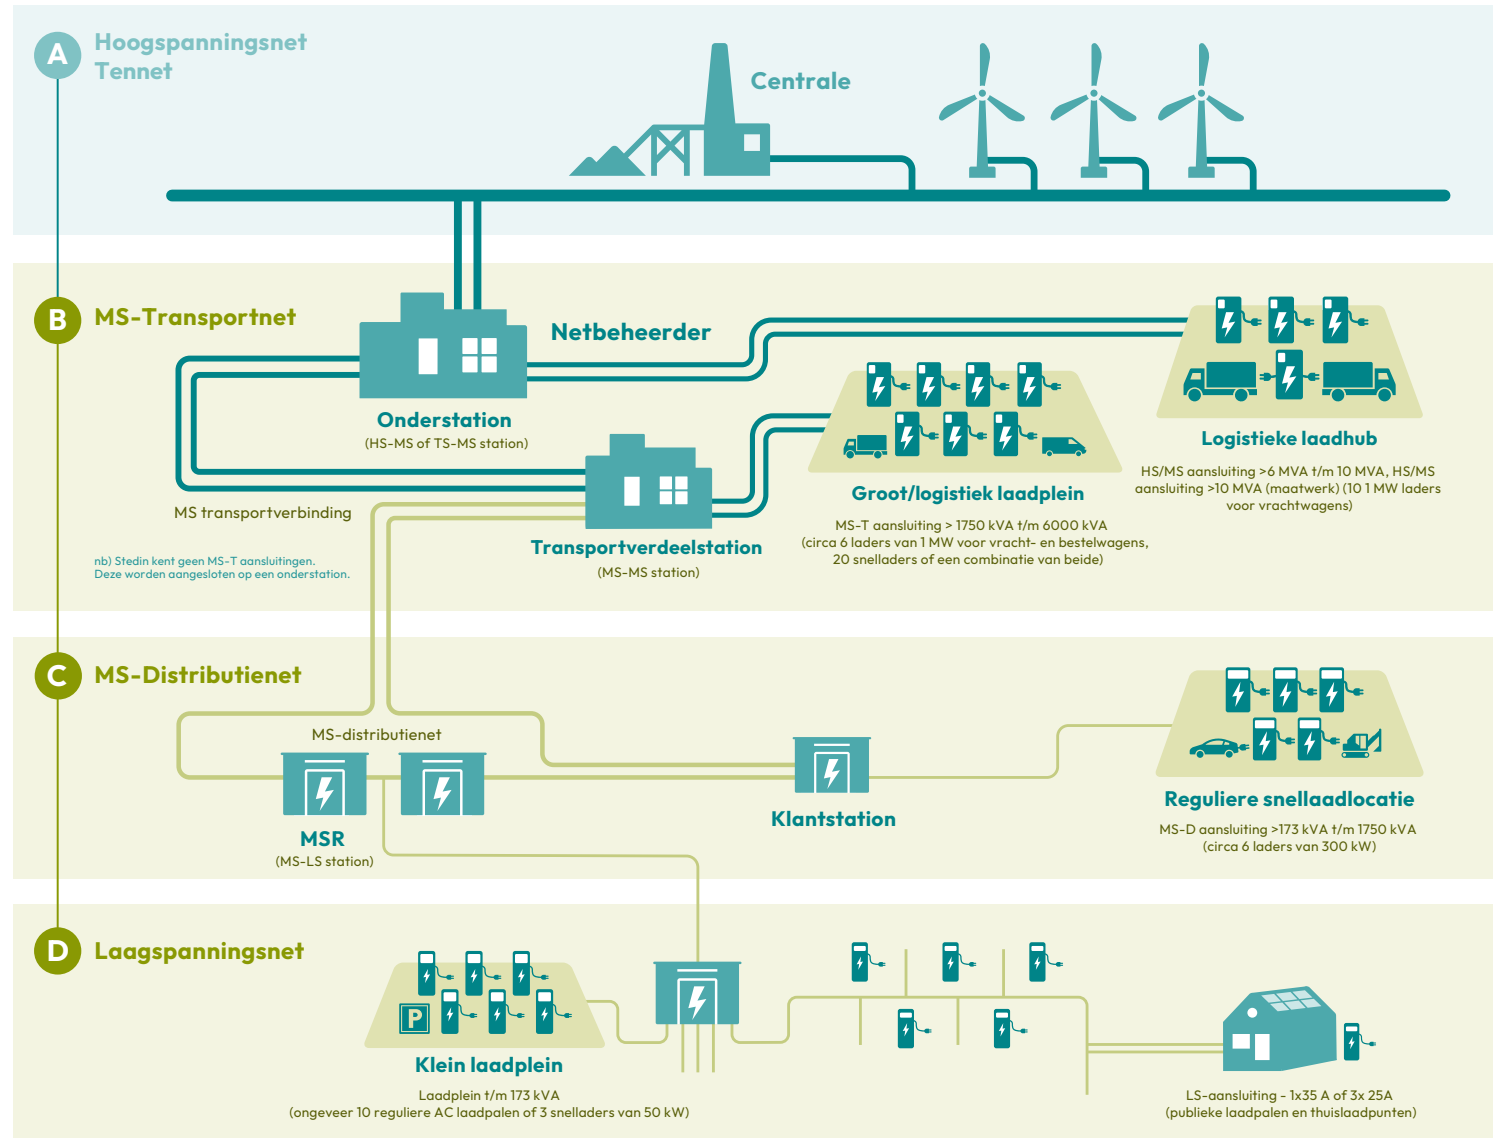 A
Hoogspanningsnet
Tennet
Centrale
B
MS-Transportnet
Netbeheerder
Onderstation
(HS-MS of TS-MS station)
Logistieke laadhub
HS/MS aansluiting >6 MVA t/m 10 MVA, HS/MS
aansluiting >10 MVA (maatwerk) (10 1 MW laders
voor vrachtwagens)
Groot/logistiek laadplein
MS-T aansluiting > 1750 kVA t/m 6000 kVA
(circa 6 laders van 1 MW voor vracht- en bestelwagens,
20 snelladers of een combinatie van beide)
MS transportverbinding
Transportverdeelstation
(MS-MS station)
nb) Stedin kent geen MS-T aansluitingen.
Deze worden aangesloten op een onderstation.
C
MS-Distributienet
MS-distributienet
MSR
(MS-LS station)
Klantstation
Reguliere snellaadlocatie
MS-D aansluiting >173 kVA t/m 1750 kVA
(circa 6 laders van 300 kW)
D
Laagspanningsnet
P
Klein laadplein
Laadplein t/m 173 kVA
(ongeveer 10 reguliere AC laadpalen of 3 snelladers van 50 kW)
LS-aansluiting - 1x35 A of 3x 25A
(publieke laadpalen en thuislaadpunten)